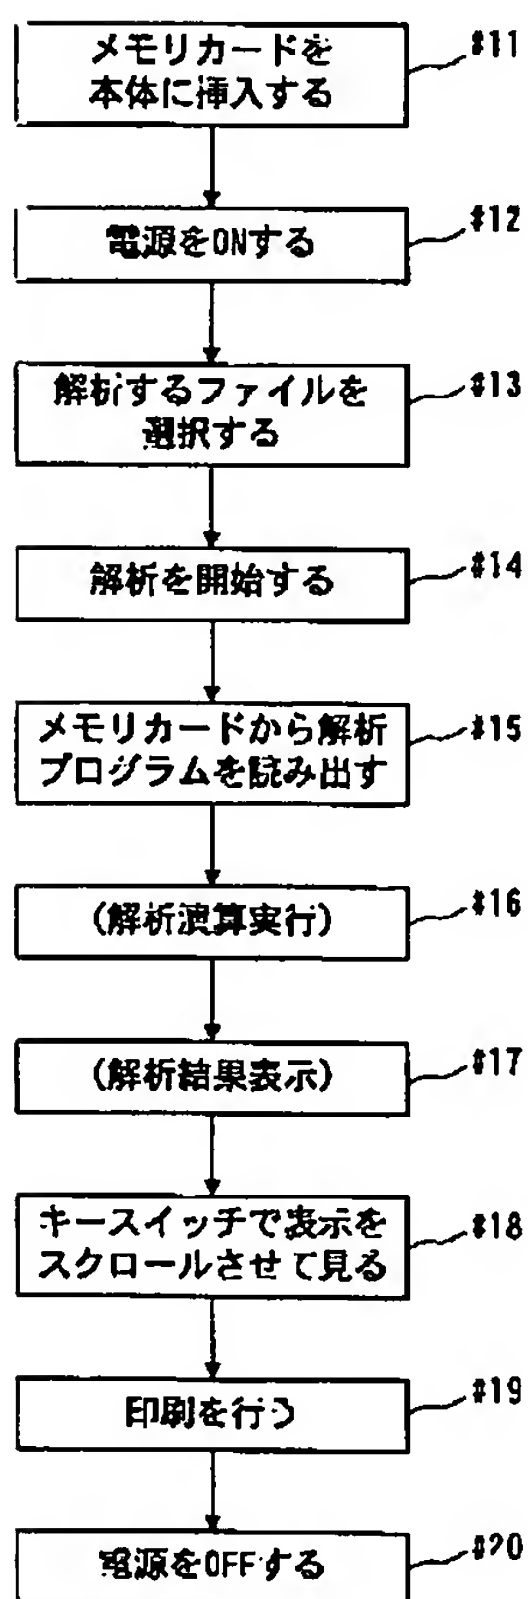 メモリカードを
本体に挿入する
#11
電源をONする
#12
解析するファイルを
選択する
#13
解析を開始する
#14
メモリカードから解析
プログラムを読み出す
#15
(解析演算実行)
#16
(解析結果表示)
#17
キースイッチで表示を
スクロールさせて見る
#18
印刷を行う
#19
電源をOFFする
#20